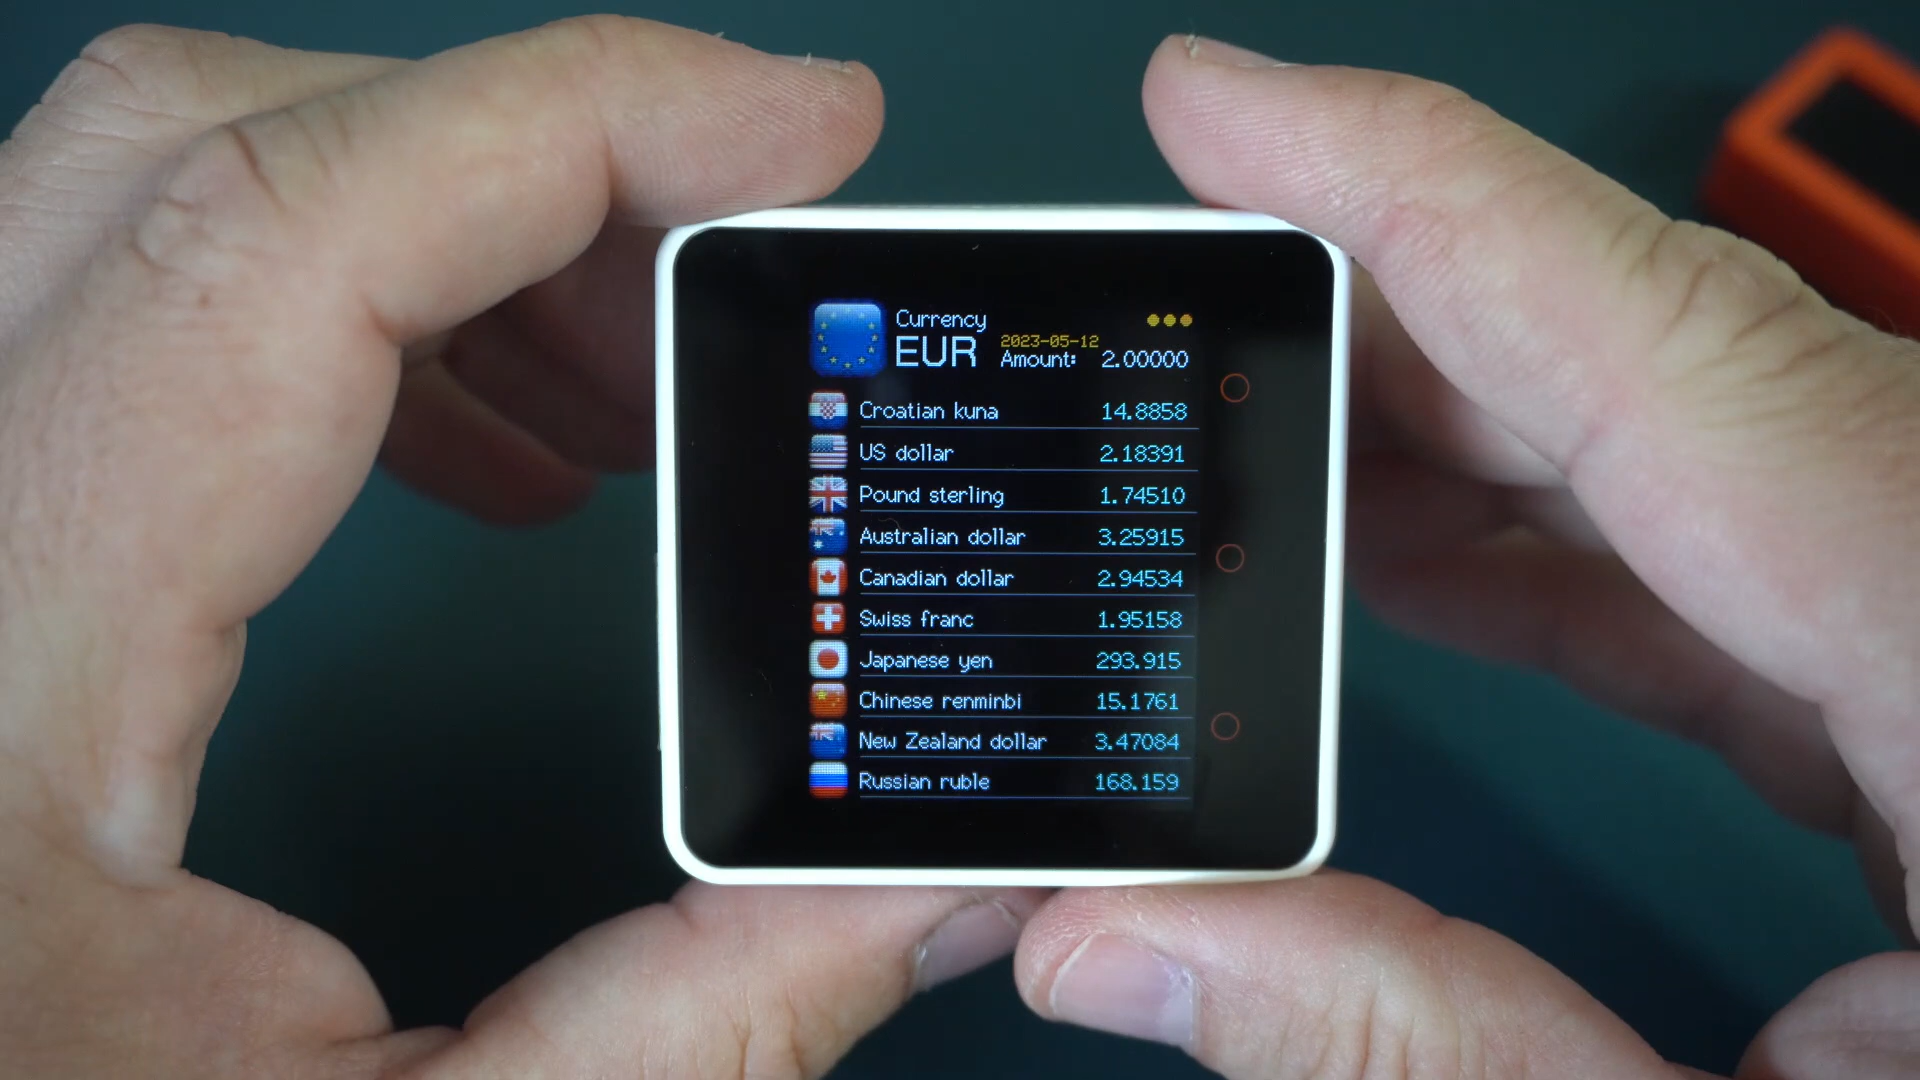 Currency
EUR
2023-05-12
Amount: 2.00000
Croatian kuna 14.8858
US dollar 2.18391
Pound sterling 1.74510
Australian dollar 3.25915
Canadian dollar 2.94534
Swiss franc 1.95158
Japanese yen 293.915
Chinese renminbi 15.1761
New Zealand dollar 3.47084
Russian ruble 168.159